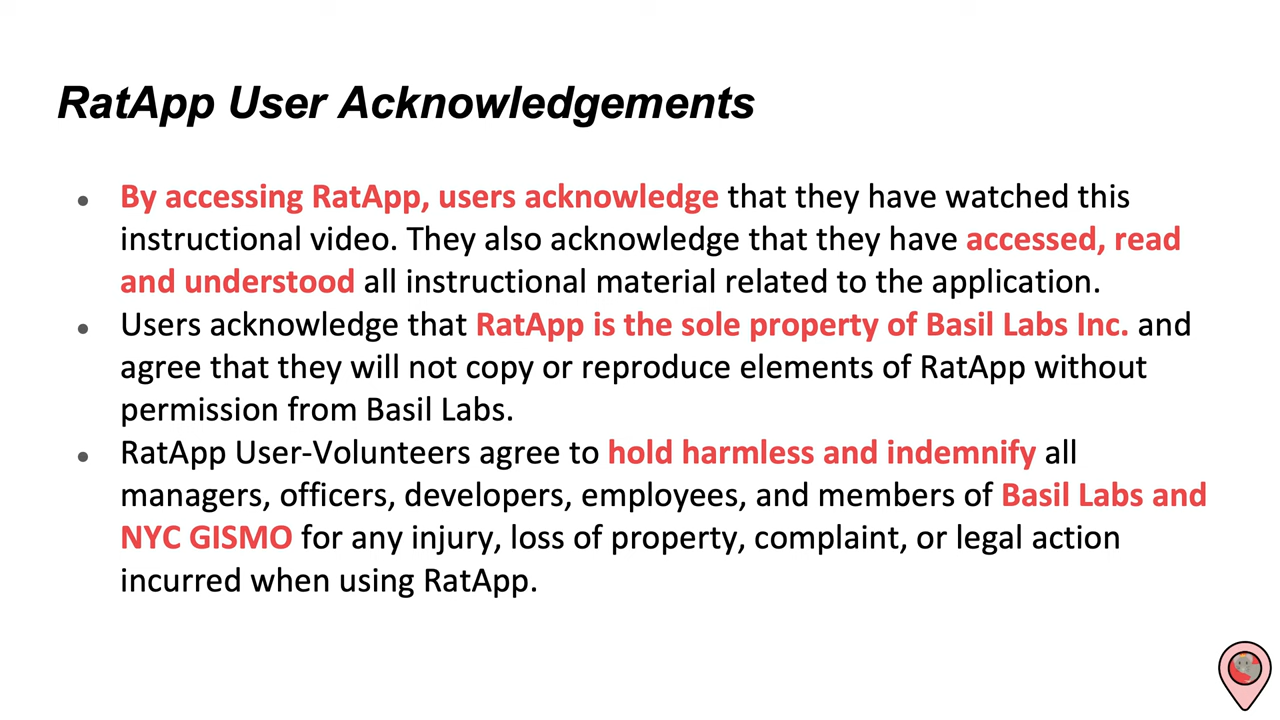 RatApp User Acknowledgements
● By accessing RatApp, users acknowledge that they have watched this
instructional video. They also acknowledge that they have accessed, read
and understood all instructional material related to the application.
● Users acknowledge that RatApp is the sole property of Basil Labs Inc. and
agree that they will not copy or reproduce elements of RatApp without
permission from Basil Labs.
● RatApp User-Volunteers agree to hold harmless and indemnify all
managers, officers, developers, employees, and members of Basil Labs and
NYC GISMO for any injury, loss of property, complaint, or legal action
incurred when using RatApp.